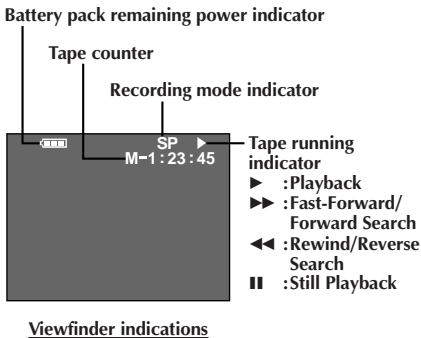 Battery pack remaining power indicator
Tape counter
Recording mode indicator
SP ▶
M–1:23:45
Tape running
indicator
▶ :Playback
▶▶ :Fast-Forward/
Forward Search
◀◀ :Rewind/Reverse
Search
▮▮ :Still Playback
Viewfinder indications